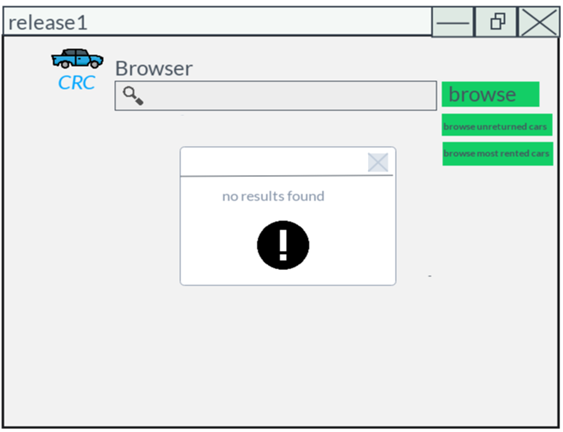 release1
CRC
Browser
browse
browse unreturned cars
browse most rented cars
no results found
!